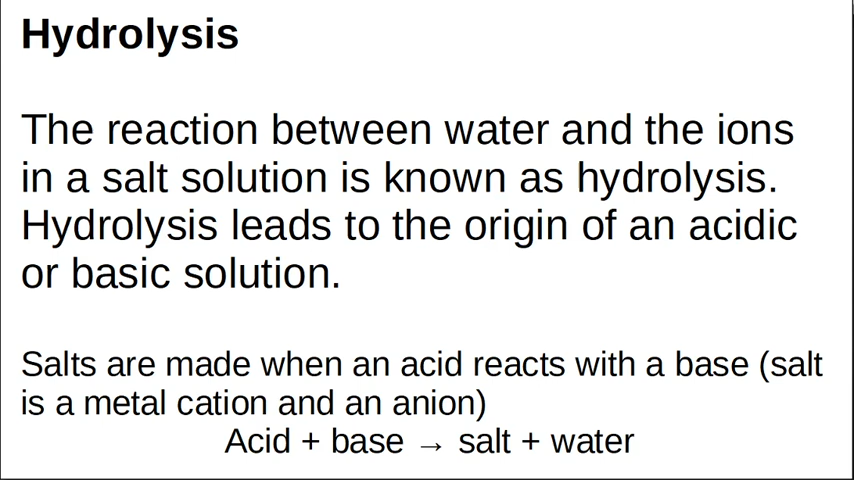 Hydrolysis
The reaction between water and the ions
in a salt solution is known as hydrolysis.
Hydrolysis leads to the origin of an acidic
or basic solution.
Salts are made when an acid reacts with a base (salt
is a metal cation and an anion)
Acid + base → salt + water